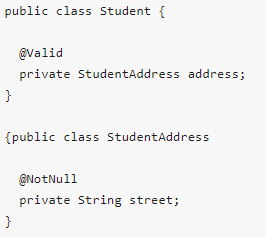 public class Student {
@Valid
private StudentAddress address;
}
{public class StudentAddress
@NotNull
private String street;
}